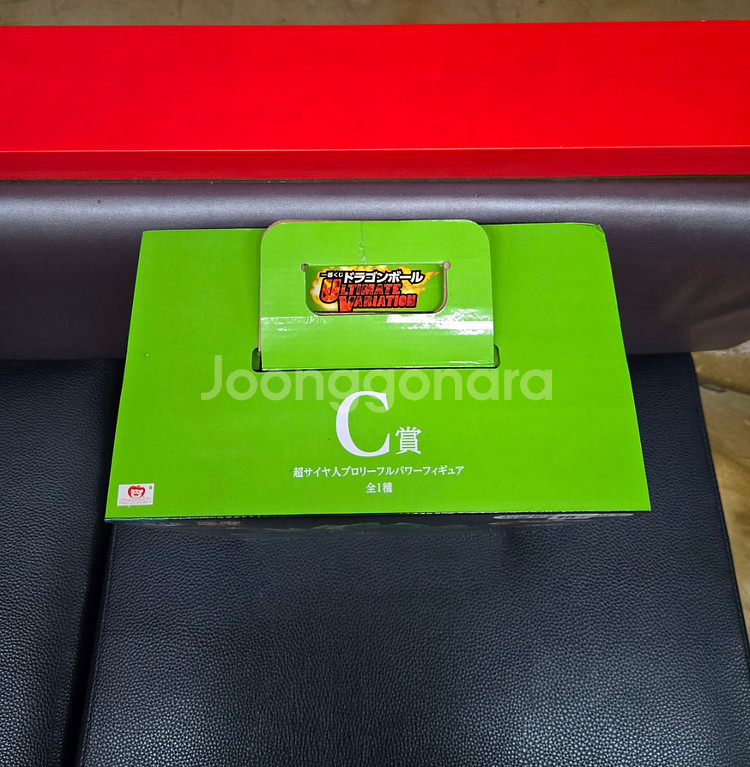 一番くじ ドラゴンボール
ULTIMATE
VARIATION
Joonggondra
C賞
超サイヤ人ブロリーフルパワーフィギュア
全1種